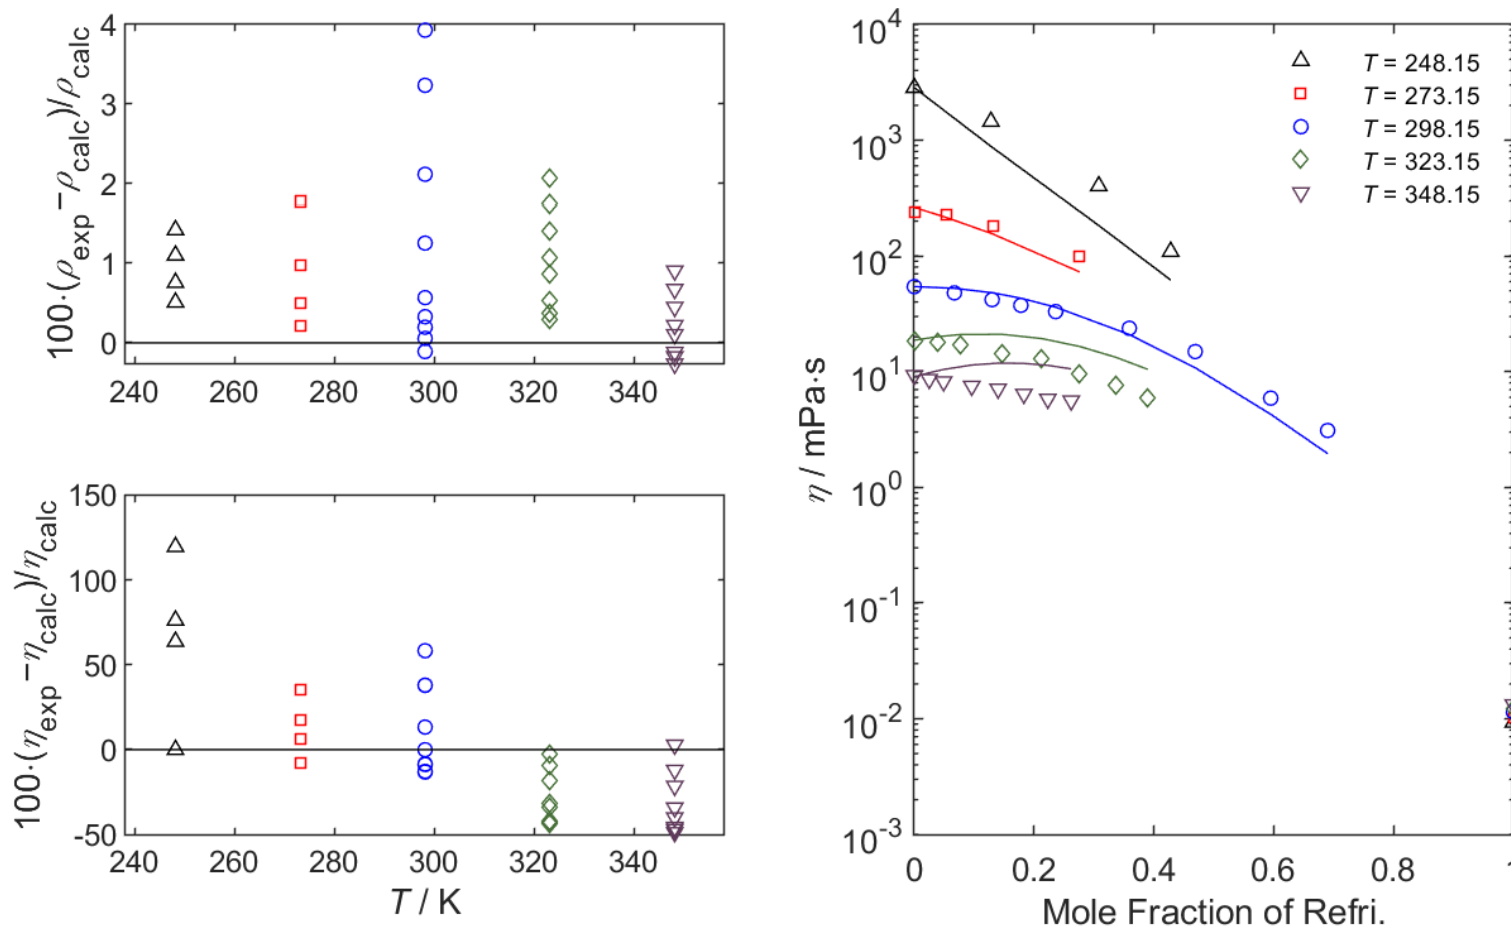 100·(ρexp−ρcalc)/ρcalc
4
3
2
1
0
240 260 280 300 320 340
100·(ηexp−ηcalc)/ηcalc
150
100
50
0
-50
240 260 280 300 320 340
T / K
η / mPa·s
10^4
10^3
10^2
10^1
10^0
10^-1
10^-2
10^-3
0 0.2 0.4 0.6 0.8 1
Mole Fraction of Refri.
T = 248.15
T = 273.15
T = 298.15
T = 323.15
T = 348.15